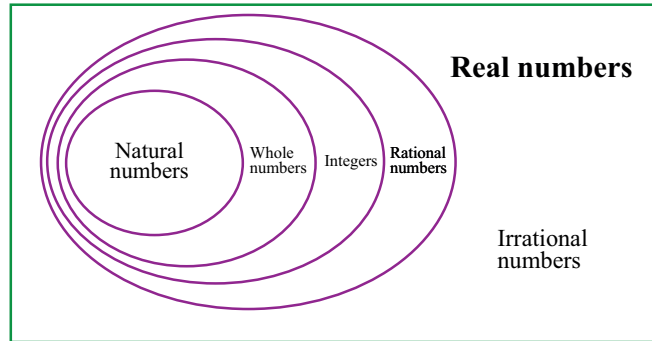 Real numbers
Natural
numbers
Whole
numbers
Integers
Rational
numbers
Irrational
numbers